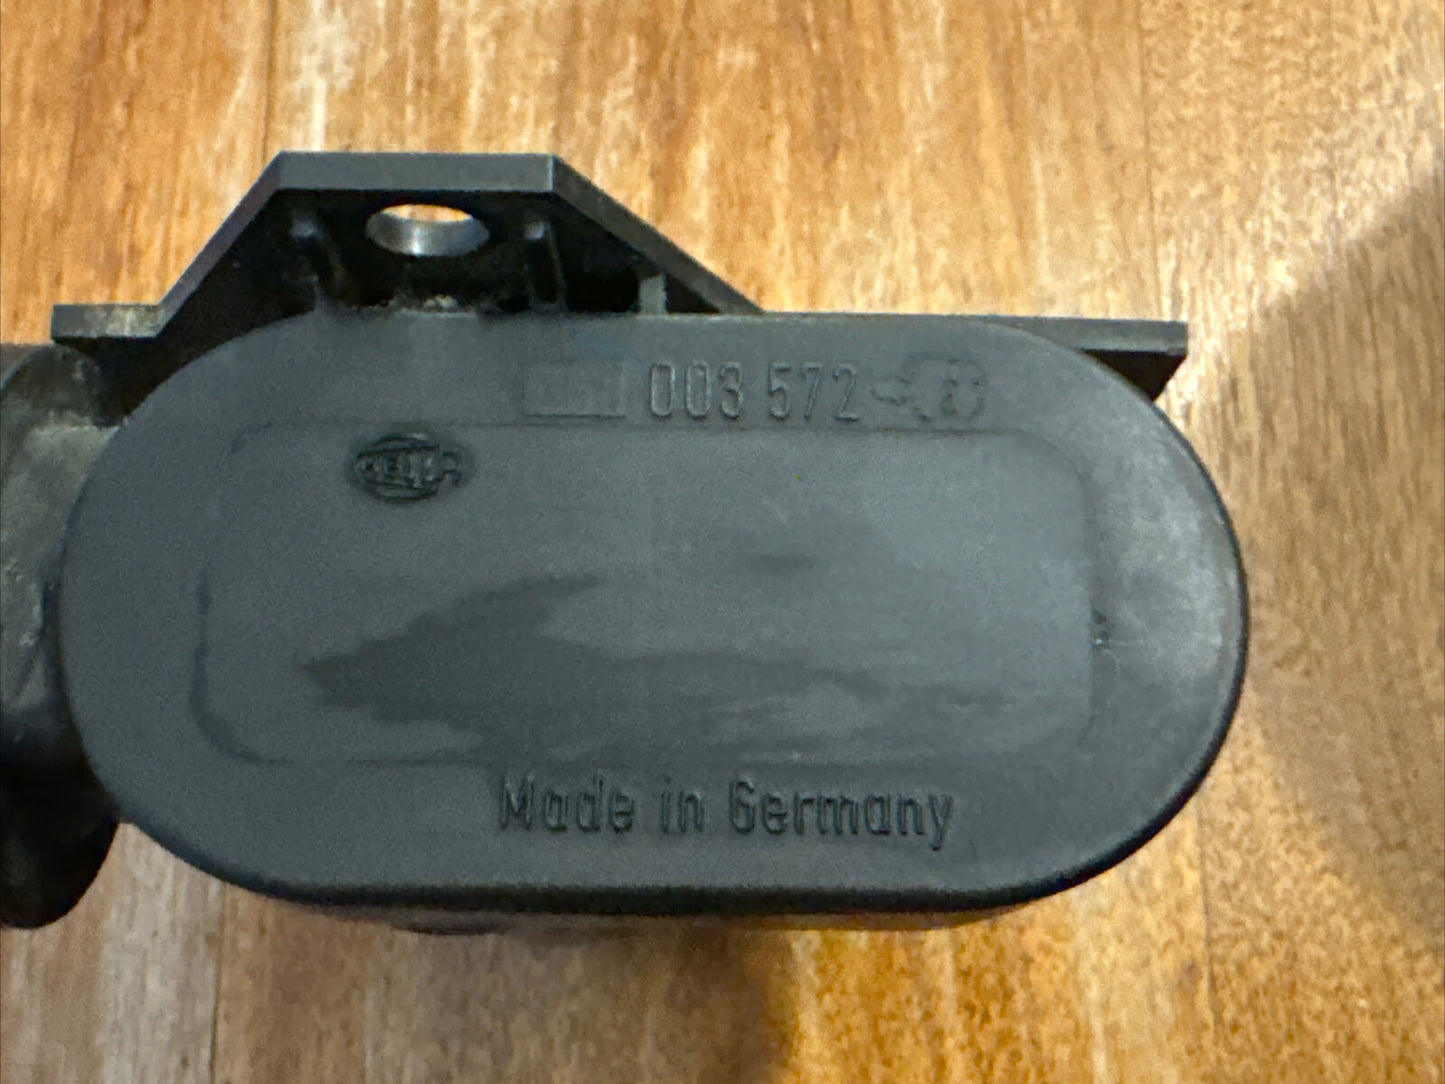 003 572
HELLA
Made in Germany